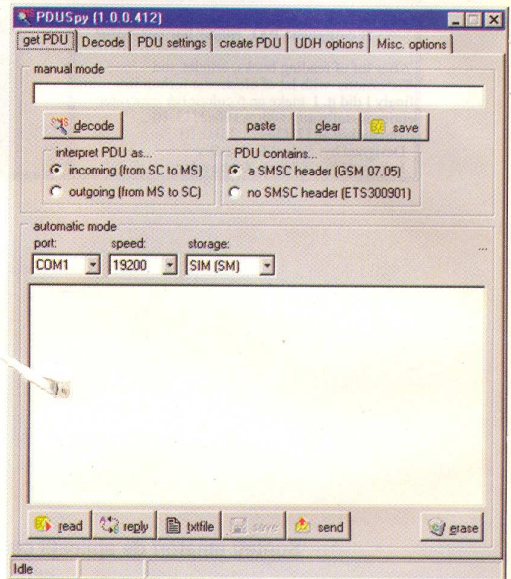 PDUSpy (1.0.0.412)
get PDU Decode PDU settings create PDU UDH options Misc. options
manual mode
decode paste clear save
interpret PDU as... PDU contains...
incoming (from SC to MS) a SMSC header (GSM 07.05)
outgoing (from MS to SC) no SMSC header (ETS300901)
automatic mode
port: speed: storage: ...
COM1 19200 SIM (SM)
read reply txtfile save send erase
Idle